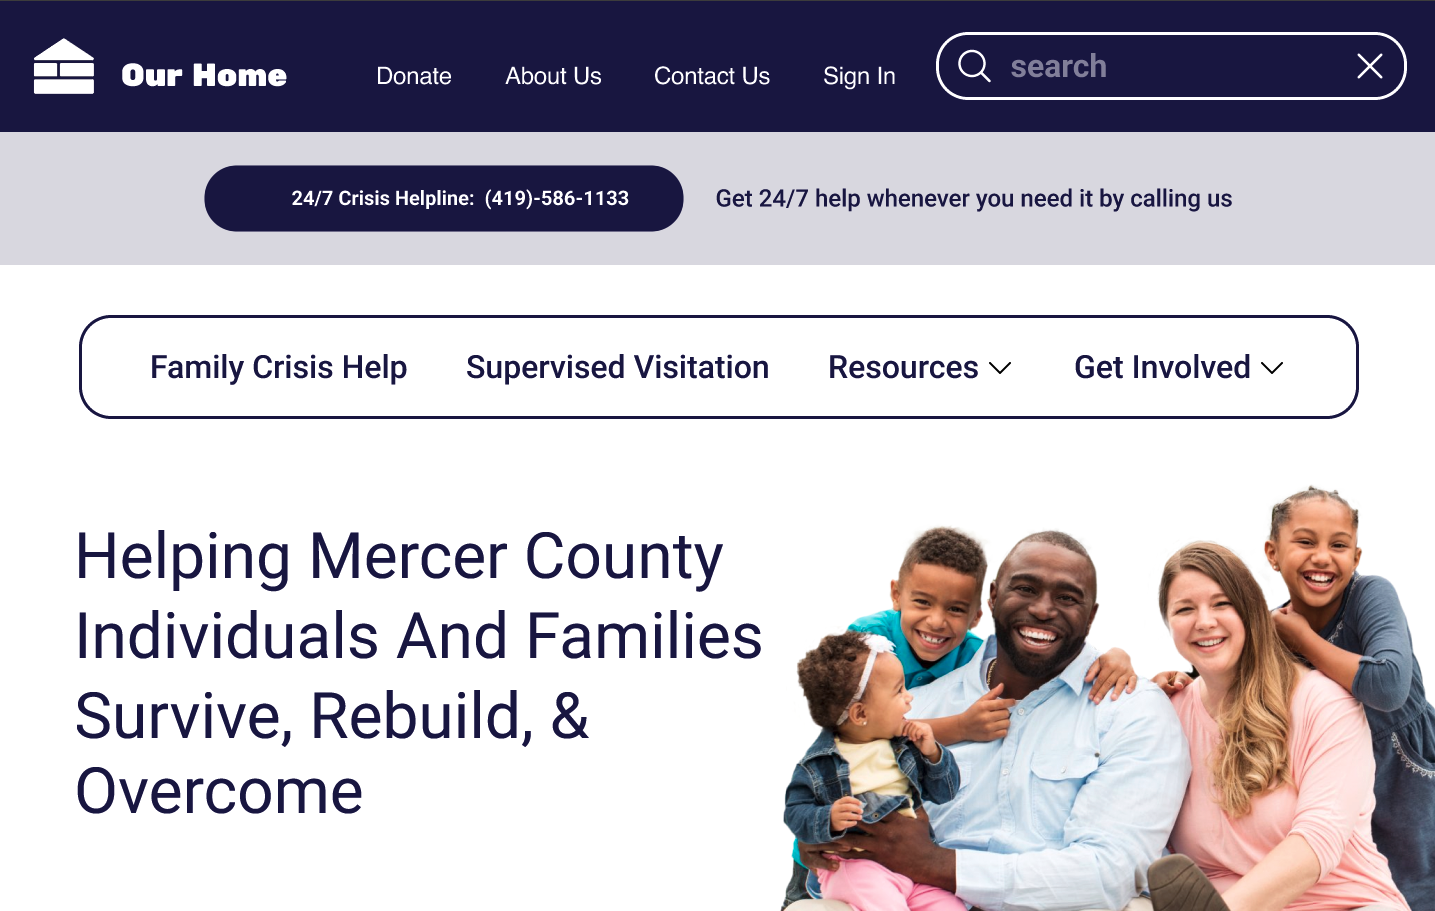 Our Home
Donate
About Us
Contact Us
Sign In
search
24/7 Crisis Helpline: (419)-586-1133
Get 24/7 help whenever you need it by calling us
Family Crisis Help
Supervised Visitation
Resources
Get Involved
Helping Mercer County
Individuals And Families
Survive, Rebuild, &
Overcome